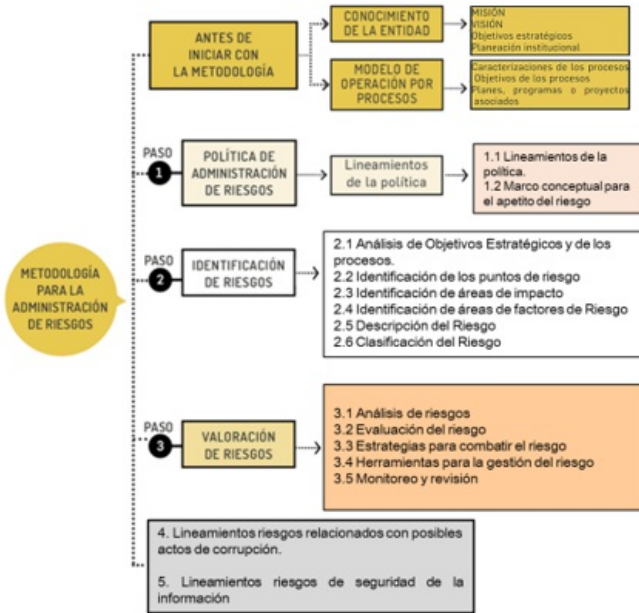 METODOLOGÍA
PARA LA
ADMINISTRACIÓN
DE RIESGOS
ANTES DE
INICIAR CON
LA METODOLOGÍA
CONOCIMIENTO
DE LA ENTIDAD
MISIÓN
VISIÓN
Objetivos estratégicos
Planeación institucional
MODELO DE
OPERACIÓN POR
PROCESOS
Caracterizaciones de los procesos
Objetivos de los procesos
Planes, programas o proyectos
asociados
PASO
1
POLÍTICA DE
ADMINISTRACIÓN
DE RIESGOS
Lineamientos
de la política
1.1 Lineamientos de la
política.
1.2 Marco conceptual para
el apetito del riesgo
PASO
2
IDENTIFICACIÓN
DE RIESGOS
2.1 Análisis de Objetivos Estratégicos y de los
procesos.
2.2 Identificación de los puntos de riesgo
2.3 Identificación de áreas de impacto
2.4 Identificación de áreas de factores de Riesgo
2.5 Descripción del Riesgo
2.6 Clasificación del Riesgo
PASO
3
VALORACIÓN
DE RIESGOS
3.1 Análisis de riesgos
3.2 Evaluación del riesgo
3.3 Estrategias para combatir el riesgo
3.4 Herramientas para la gestión del riesgo
3.5 Monitoreo y revisión
4. Lineamientos riesgos relacionados con posibles
actos de corrupción.
5. Lineamientos riesgos de seguridad de la
información